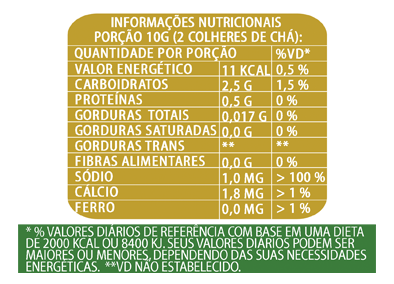 INFORMAÇÕES NUTRICIONAIS
PORÇÃO 10G (2 COLHERES DE CHÁ):
QUANTIDADE POR PORÇÃO %VD*
VALOR ENERGÉTICO 11 KCAL 0,5 %
CARBOIDRATOS 2,5 G 1,5 %
PROTEÍNAS 0,5 G 0 %
GORDURAS TOTAIS 0,017 G 0 %
GORDURAS SATURADAS 0,0 G 0 %
GORDURAS TRANS ** **
FIBRAS ALIMENTARES 0,0 G 0 %
SÓDIO 1,0 MG > 100 %
CÁLCIO 1,8 MG > 1 %
FERRO 0,0 MG > 1 %
* % VALORES DIÁRIOS DE REFERÊNCIA COM BASE EM UMA DIETA
DE 2000 KCAL OU 8400 KJ. SEUS VALORES DIÁRIOS PODEM SER
MAIORES OU MENORES, DEPENDENDO DAS SUAS NECESSIDADES
ENERGÉTICAS. **VD NÃO ESTABELECIDO.